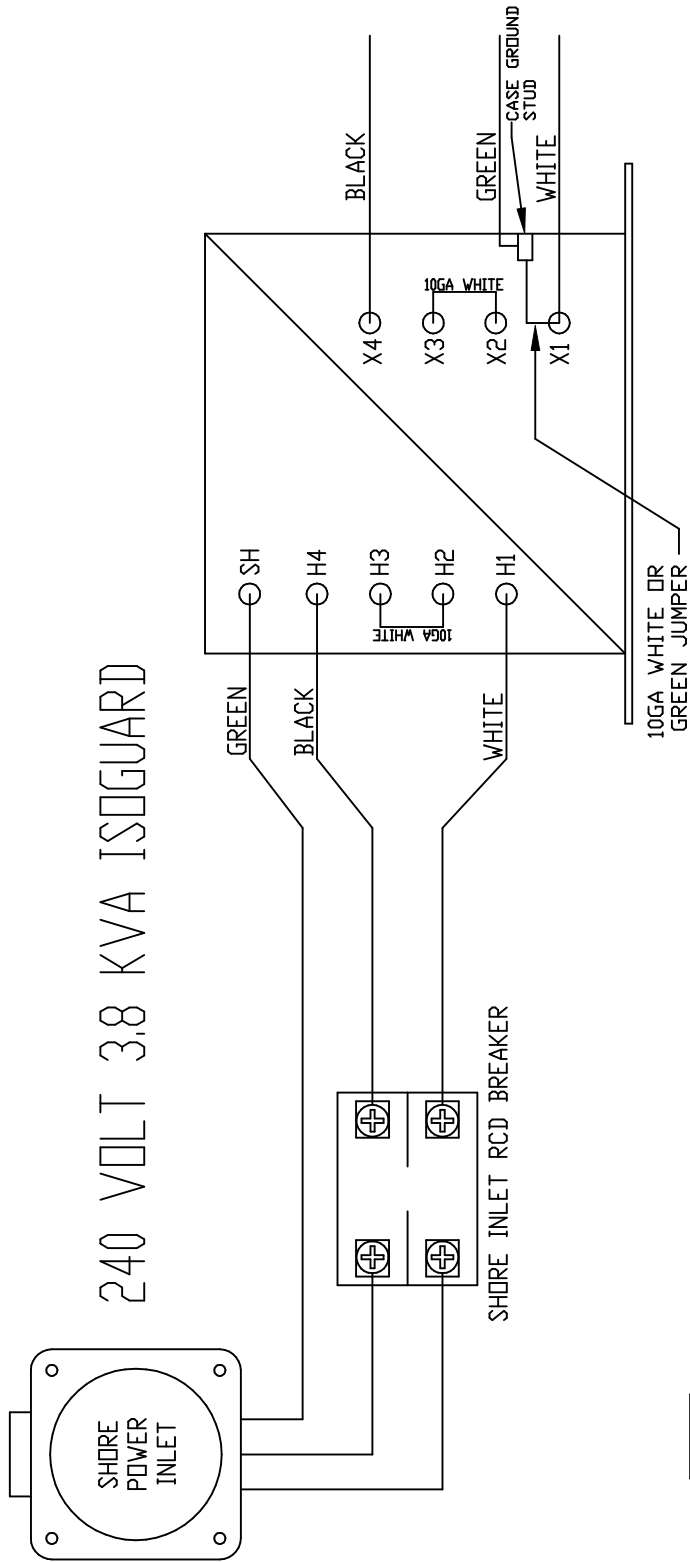 240 VOLT 3.8 KVA ISOGUARD
SHORE
POWER
INLET
SHORE INLET RCD BREAKER
GREEN
BLACK
WHITE
SH
H4
H3
H2
H1
10GA WHITE
X4
X3
X2
X1
10GA WHITE
BLACK
GREEN
WHITE
CASE GROUND
STUD
10GA WHITE OR
GREEN JUMPER